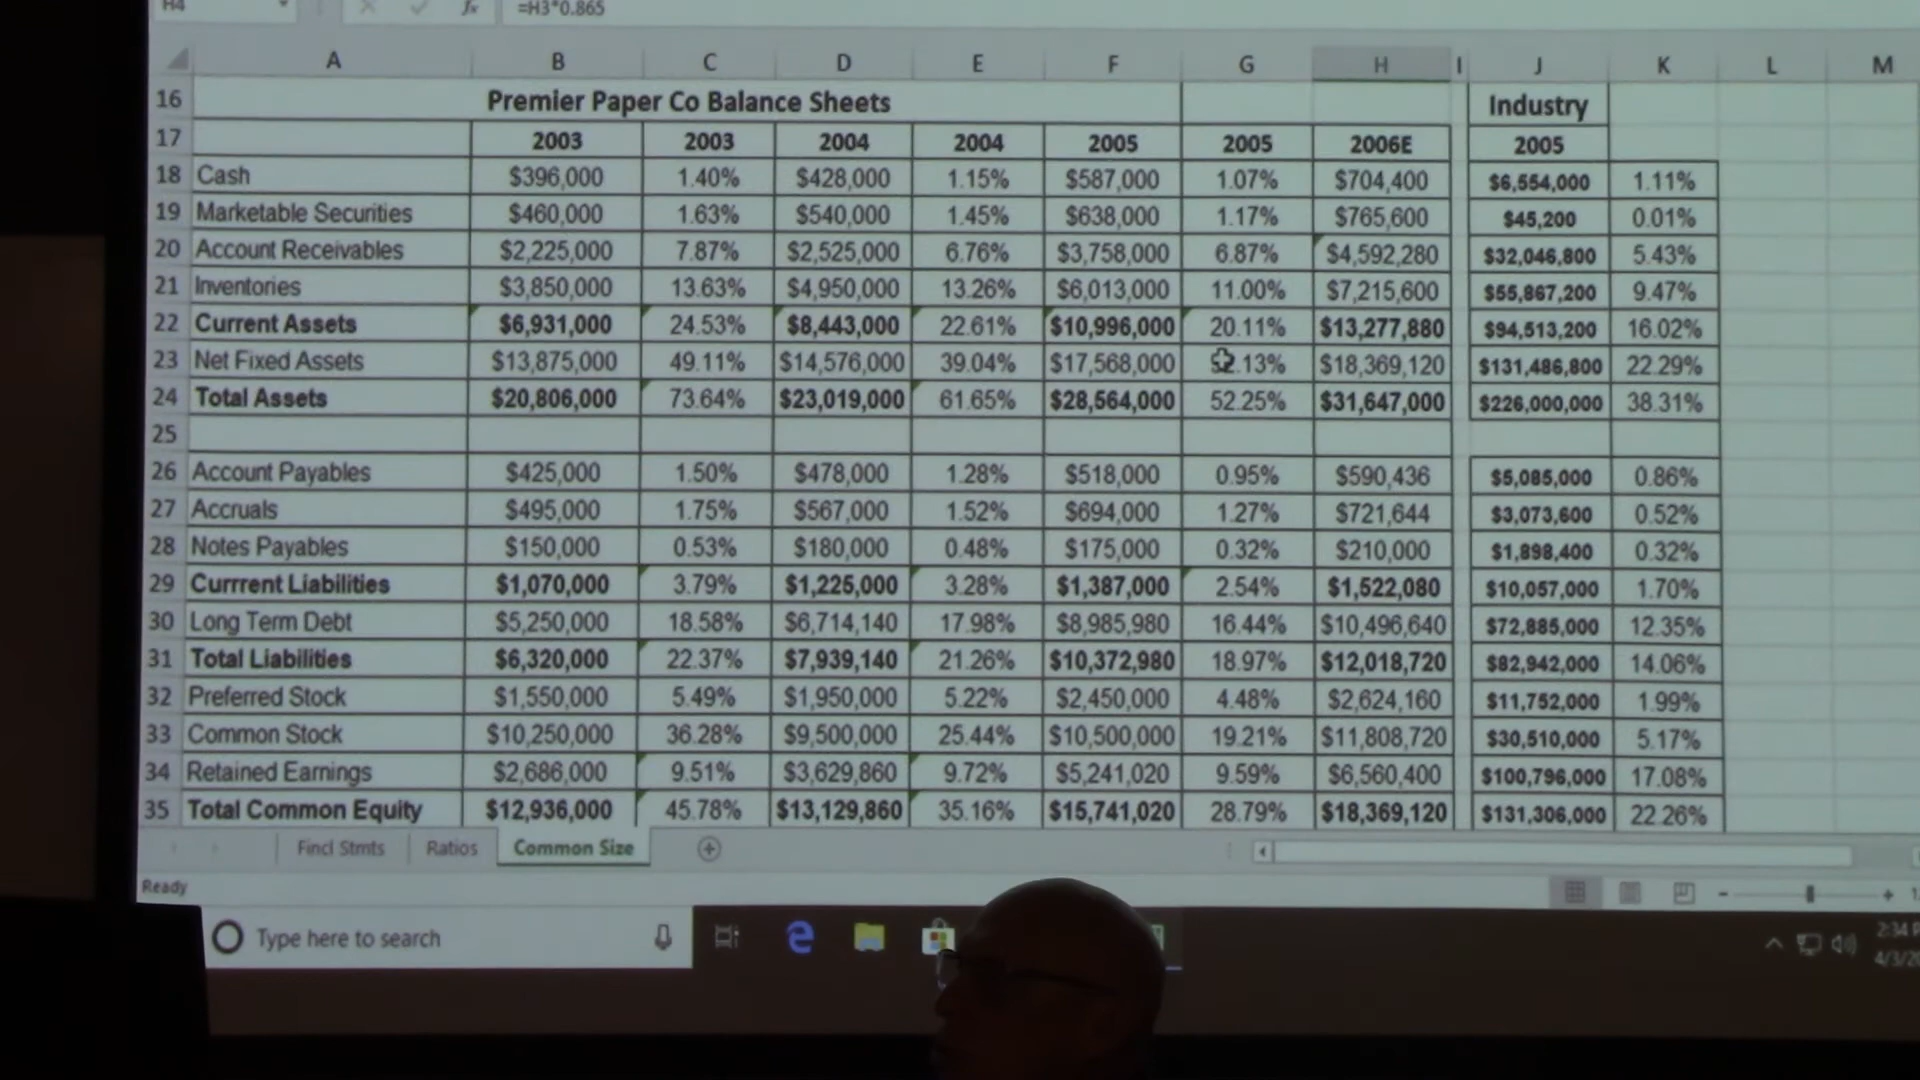 H4 fx =H3*0.865
A B C D E F G H I J K L M
16 Premier Paper Co Balance Sheets Industry
17 2003 2003 2004 2004 2005 2005 2006E 2005
18 Cash $396,000 1.40% $428,000 1.15% $587,000 1.07% $704,400 $6,554,000 1.11%
19 Marketable Securities $460,000 1.63% $540,000 1.45% $638,000 1.17% $765,600 $45,200 0.01%
20 Account Receivables $2,225,000 7.87% $2,525,000 6.76% $3,758,000 6.87% $4,592,280 $32,046,800 5.43%
21 Inventories $3,850,000 13.63% $4,950,000 13.26% $6,013,000 11.00% $7,215,600 $55,867,200 9.47%
22 Current Assets $6,931,000 24.53% $8,443,000 22.61% $10,996,000 20.11% $13,277,880 $94,513,200 16.02%
23 Net Fixed Assets $13,875,000 49.11% $14,576,000 39.04% $17,568,000 32.13% $18,369,120 $131,486,800 22.29%
24 Total Assets $20,806,000 73.64% $23,019,000 61.65% $28,564,000 52.25% $31,647,000 $226,000,000 38.31%
25
26 Account Payables $425,000 1.50% $478,000 1.28% $518,000 0.95% $590,436 $5,085,000 0.86%
27 Accruals $495,000 1.75% $567,000 1.52% $694,000 1.27% $721,644 $3,073,600 0.52%
28 Notes Payables $150,000 0.53% $180,000 0.48% $175,000 0.32% $210,000 $1,898,400 0.32%
29 Currrent Liabilities $1,070,000 3.79% $1,225,000 3.28% $1,387,000 2.54% $1,522,080 $10,057,000 1.70%
30 Long Term Debt $5,250,000 18.58% $6,714,140 17.98% $8,985,980 16.44% $10,496,640 $72,885,000 12.35%
31 Total Liabilities $6,320,000 22.37% $7,939,140 21.26% $10,372,980 18.97% $12,018,720 $82,942,000 14.06%
32 Preferred Stock $1,550,000 5.49% $1,950,000 5.22% $2,450,000 4.48% $2,624,160 $11,752,000 1.99%
33 Common Stock $10,250,000 36.28% $9,500,000 25.44% $10,500,000 19.21% $11,808,720 $30,510,000 5.17%
34 Retained Earnings $2,686,000 9.51% $3,629,860 9.72% $5,241,020 9.59% $6,560,400 $100,796,000 17.08%
35 Total Common Equity $12,936,000 45.78% $13,129,860 35.16% $15,741,020 28.79% $18,369,120 $131,306,000 22.26%
Fincl Stmts Ratios Common Size
Ready
Type here to search
2:34
4/3/20